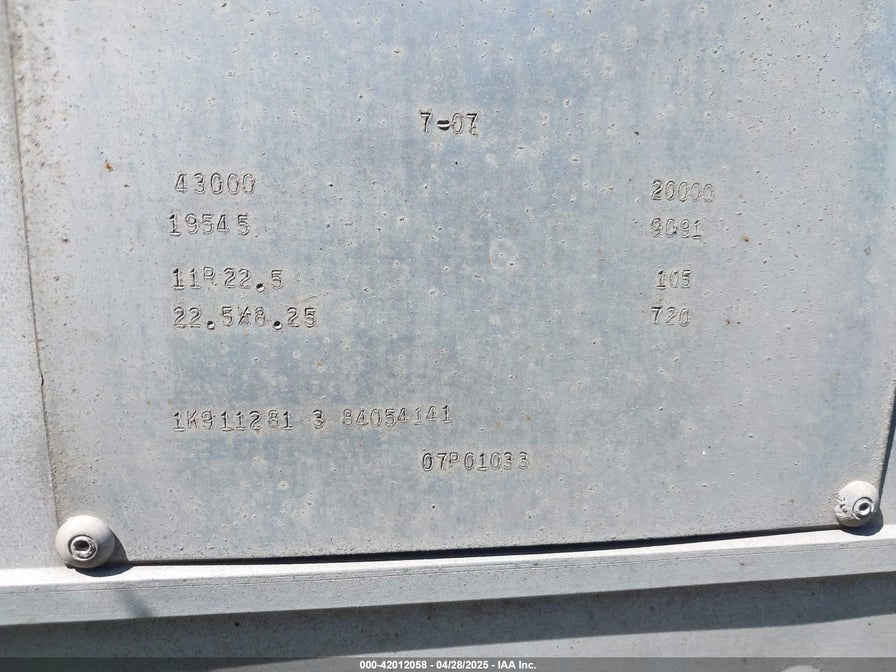 7-07
43000 20000
19545 9091
11R22.5 105
22.5X8.25 720
1K911281 3 84054141
07P01033
000-42012058 - 04/28/2025 - IAA Inc.